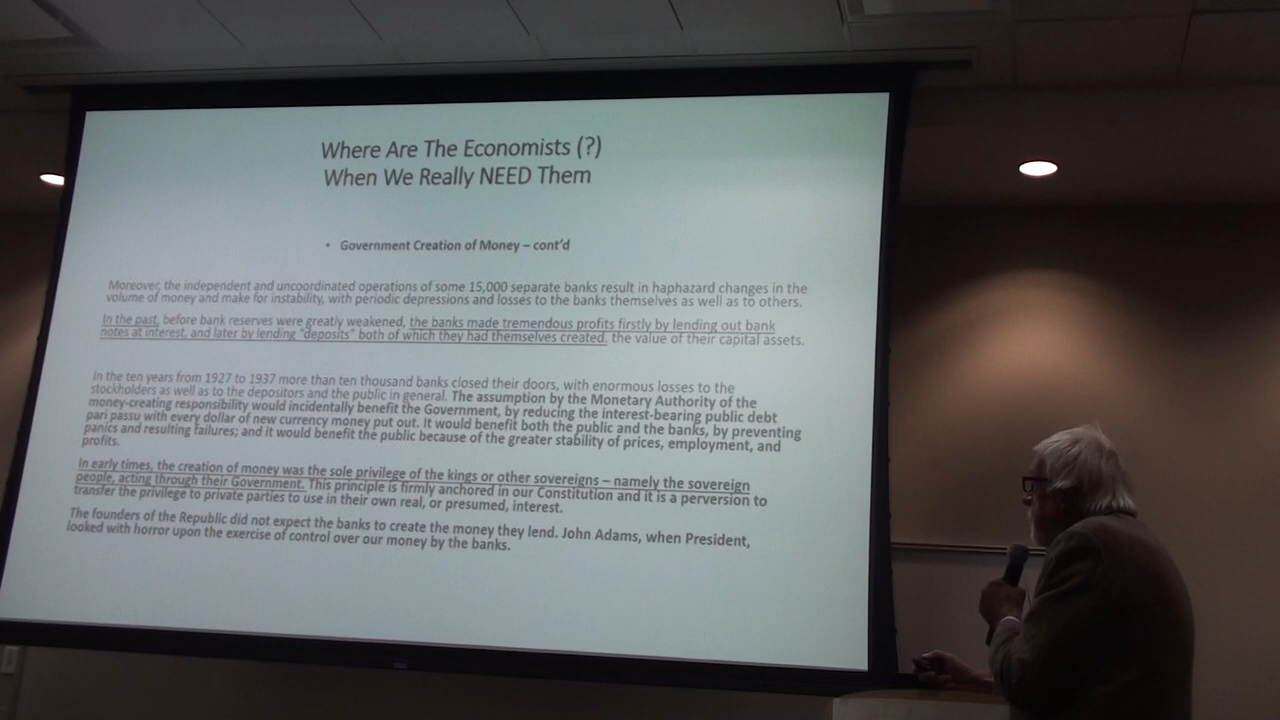 Where Are The Economists (?)
When We Really NEED Them
• Government Creation of Money – cont'd
Moreover, the independent and uncoordinated operations of some 15,000 separate banks result in haphazard changes in the
volume of money and make for instability, with periodic depressions and losses to the banks themselves as well as to others.
In the past, before bank reserves were greatly weakened, the banks made tremendous profits firstly by lending out bank
notes at interest, and later by lending "deposits" both of which they had themselves created. the value of their capital assets.
In the ten years from 1927 to 1937 more than ten thousand banks closed their doors, with enormous losses to the
stockholders as well as to the depositors and the public in general. The assumption by the Monetary Authority of the
money-creating responsibility would incidentally benefit the Government, by reducing the interest-bearing public debt
pari passu with every dollar of new currency money put out. It would benefit both the public and the banks, by preventing
panics and resulting failures; and it would benefit the public because of the greater stability of prices, employment, and
profits.
In early times, the creation of money was the sole privilege of the kings or other sovereigns – namely the sovereign
people, acting through their Government. This principle is firmly anchored in our Constitution and it is a perversion to
transfer the privilege to private parties to use in their own real, or presumed, interest.
The founders of the Republic did not expect the banks to create the money they lend. John Adams, when President,
looked with horror upon the exercise of control over our money by the banks.